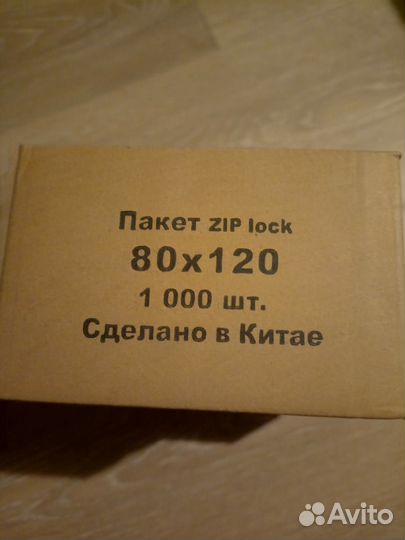 Пакет ZIP lock
80х120
1 000 шт.
Сделано в Китае
Avito